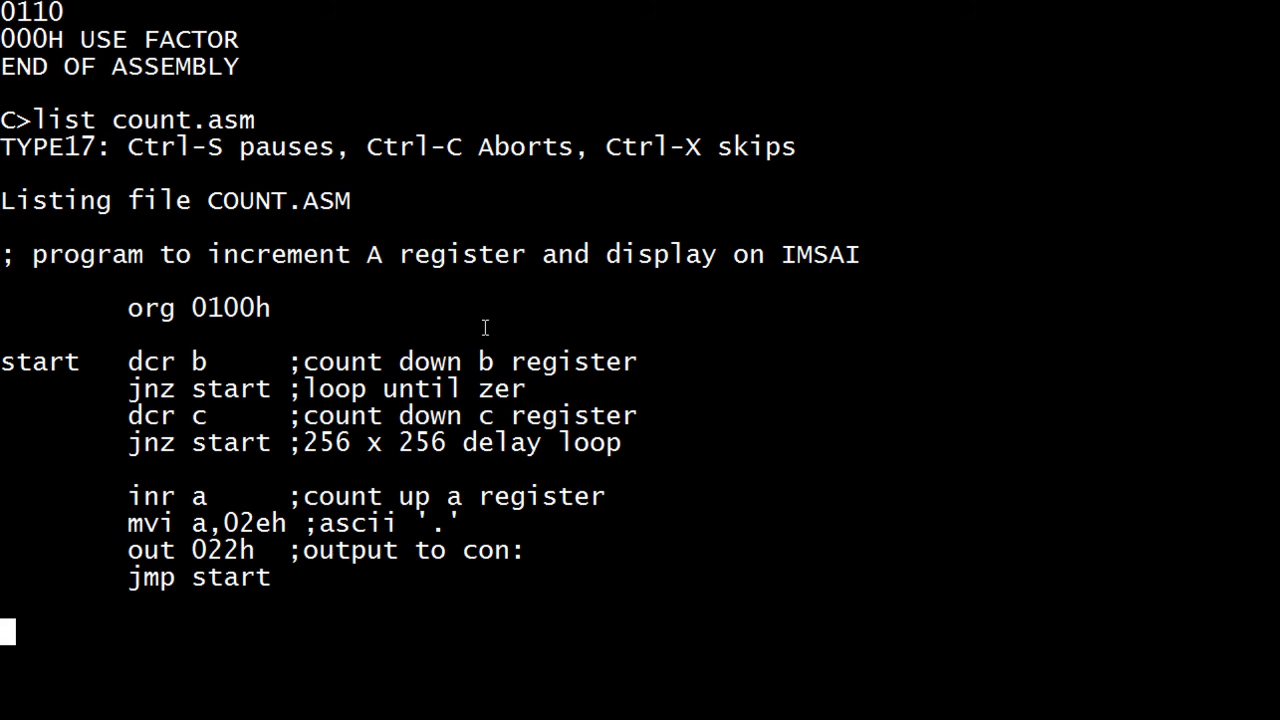 0110
000H USE FACTOR
END OF ASSEMBLY
C>list count.asm
TYPE17: Ctrl-S pauses, Ctrl-C Aborts, Ctrl-X skips
Listing file COUNT.ASM
; program to increment A register and display on IMSAI
org 0100h
start   dcr b     ;count down b register
jnz start ;loop until zer
dcr c     ;count down c register
jnz start ;256 x 256 delay loop
inr a     ;count up a register
mvi a,02eh ;ascii '.'
out 022h  ;output to con:
jmp start